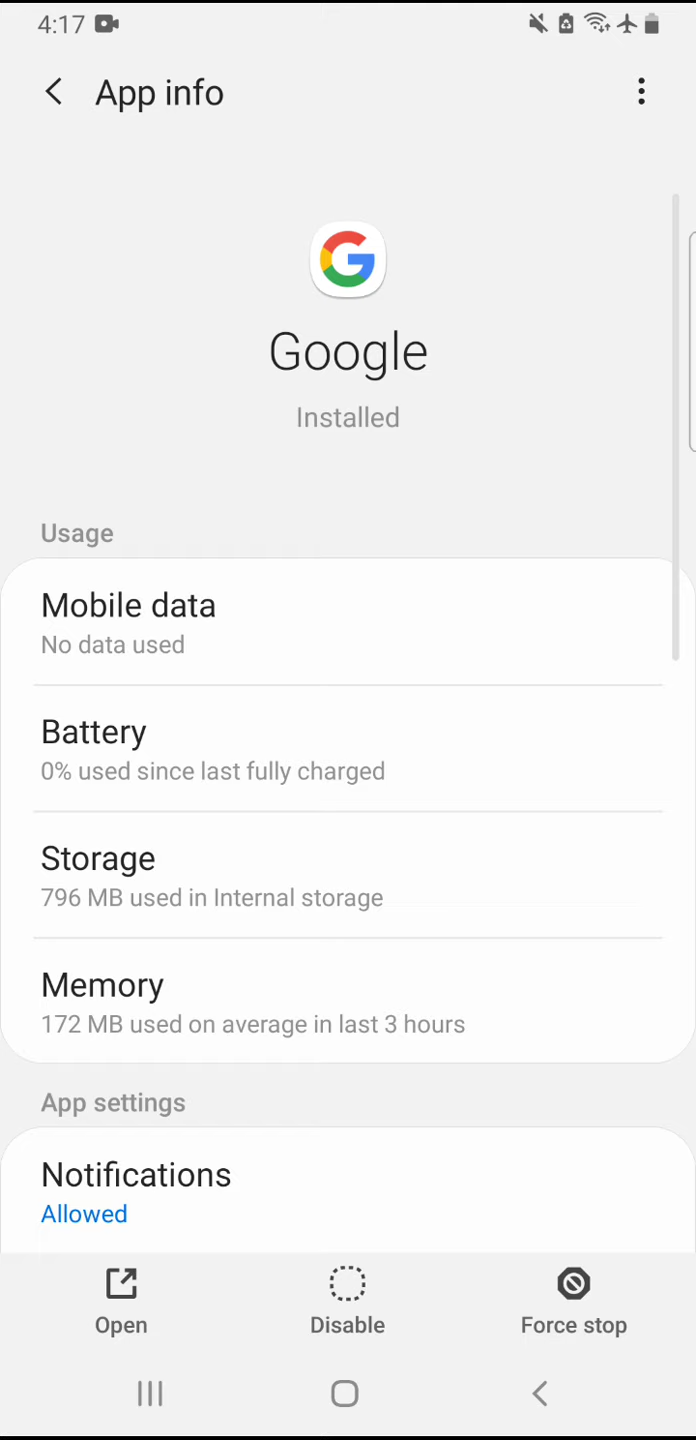 4:17
App info
Google
Installed
Usage
Mobile data
No data used
Battery
0% used since last fully charged
Storage
796 MB used in Internal storage
Memory
172 MB used on average in last 3 hours
App settings
Notifications
Allowed
Open Disable Force stop